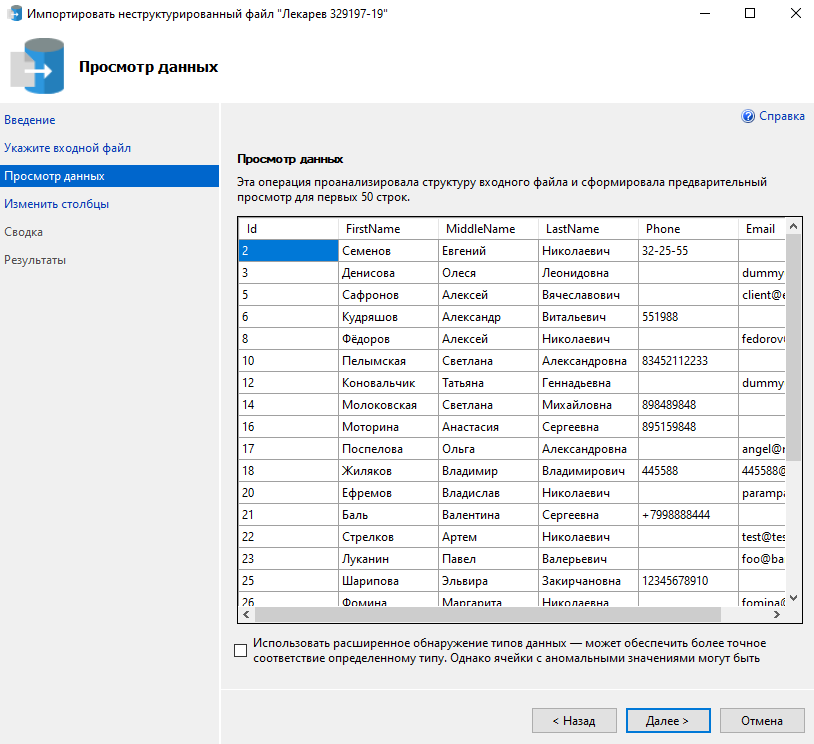 Импортировать неструктурированный файл "Лекарев 329197-19"
Просмотр данных
Введение
Укажите входной файл
Просмотр данных
Изменить столбцы
Сводка
Результаты
Справка
Просмотр данных
Эта операция проанализировала структуру входного файла и сформировала предварительный
просмотр для первых 50 строк.
Id FirstName MiddleName LastName Phone Email
2 Семенов Евгений Николаевич 32-25-55
3 Денисова Олеся Леонидовна dummy
5 Сафронов Алексей Вячеславович client@e
6 Кудряшов Александр Витальевич 551988
8 Фёдоров Алексей Николаевич fedorov
10 Пелымская Светлана Александровна 83452112233
12 Коновальчик Татьяна Геннадьевна dummy
14 Молоковская Светлана Михайловна 898489848
16 Моторина Анастасия Сергеевна 895159848
17 Поспелова Ольга Александровна angel@
18 Жиляков Владимир Владимирович 445588 445588@
20 Ефремов Владислав Николаевич paramp
21 Баль Валентина Сергеевна +7998888444
22 Стрелков Артем Николаевич test@tes
23 Луканин Павел Валерьевич foo@ba
25 Шарипова Эльвира Закирчановна 12345678910
26 Фомина Маргарита Николаевна fomina@
Использовать расширенное обнаружение типов данных — может обеспечить более точное
соответствие определенному типу. Однако ячейки с аномальными значениями могут быть
< Назад Далее > Отмена